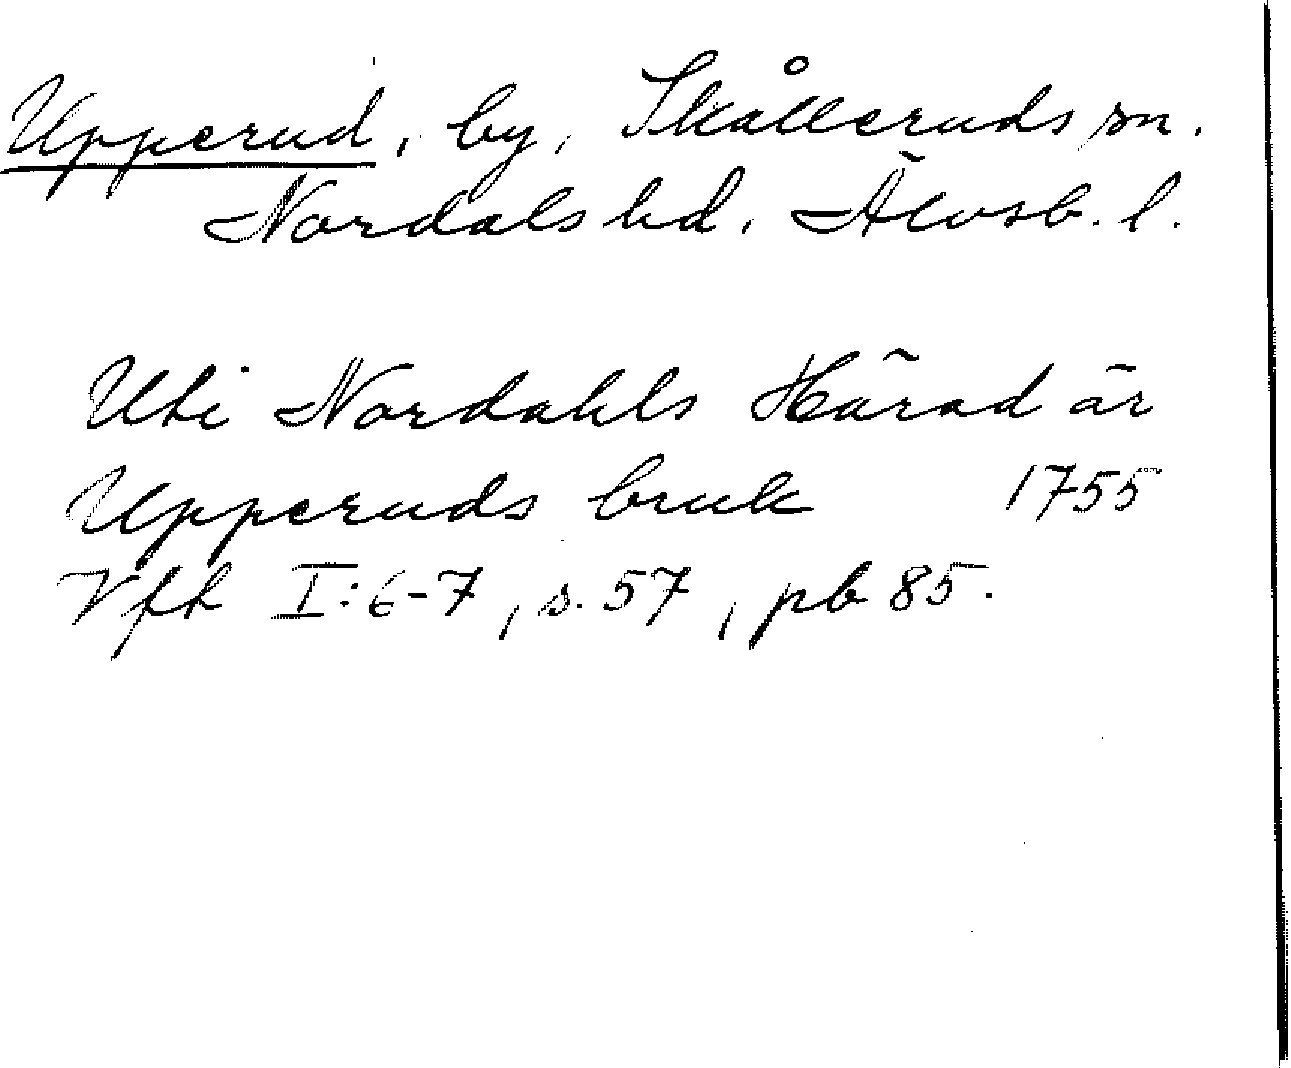 Upperud, by, Skålleruds sn.
Nordals hd. Älvsb. l.
Uti Nordahls Härad är
Upperuds bruk 1755
Vft I:6-7, s. 57, pb 85.